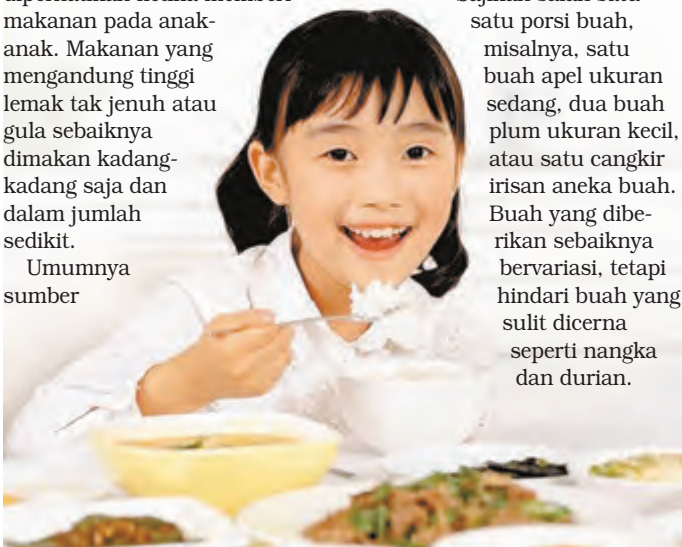 makanan pada anak-
anak. Makanan yang
mengandung tinggi
lemak tak jenuh atau
gula sebaiknya
dimakan kadang-
kadang saja dan
dalam jumlah
sedikit.
Umumnya
sumber
satu porsi buah,
misalnya, satu
buah apel ukuran
sedang, dua buah
plum ukuran kecil,
atau satu cangkir
irisan aneka buah.
Buah yang dibe-
rikan sebaiknya
bervariasi, tetapi
hindari buah yang
sulit dicerna
seperti nangka
dan durian.